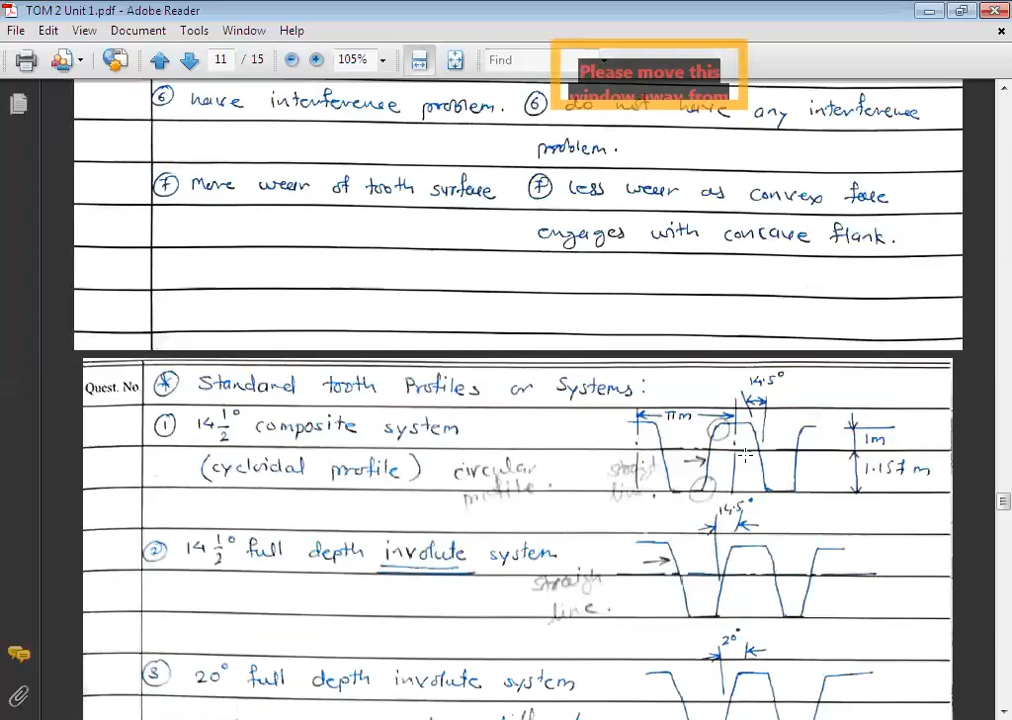 TOM 2 Unit 1.pdf - Adobe Reader
File Edit View Document Tools Window Help
11 / 15 105% Find
Please move this
window away from
⑥ have interference problem. ⑥ do not have any interference
problem.
⑦ More wear of tooth surface ⑦ less wear as convex face
engages with concave flank.
Quest. No
* Standard tooth Profiles or Systems:
14.5°
πm
① 14 1/2° composite system
1m
(cycloidal profile) circular profile. straight line.
1.157 m
14.5°
② 14 1/2° full depth involute system
straigh
line.
20°
③ 20° full depth involute system